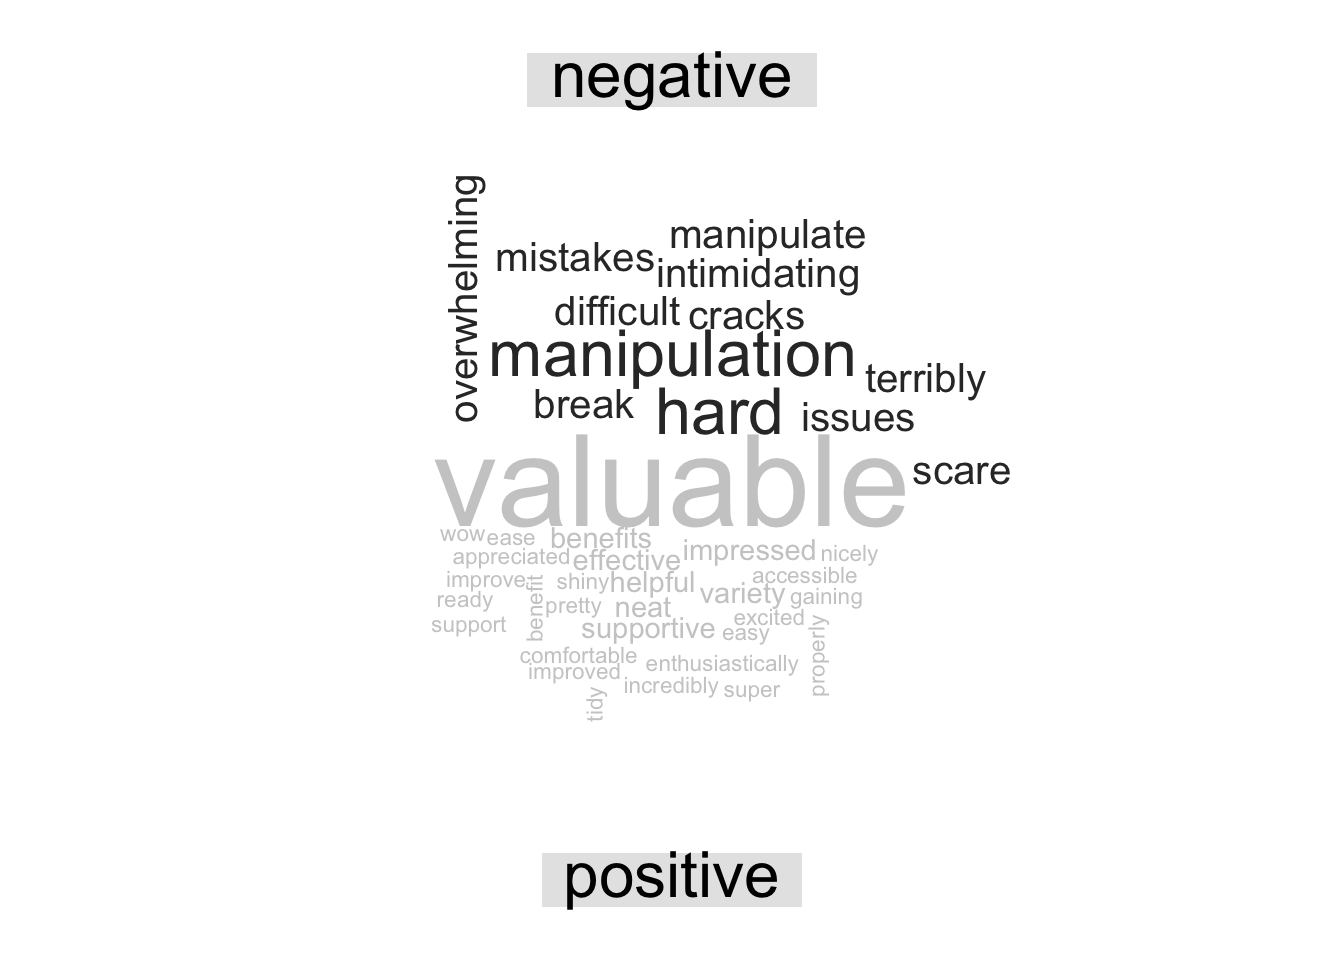 negative
overwhelming
manipulate
mistakes
intimidating
difficult cracks
manipulation
terribly
break hard issues
valuable
scare
wow ease benefits
impressed nicely
appreciated effective
improve shiny helpful accessible
ready benefit pretty neat variety gaining
support supportive excited
easy properly
comfortable
improved enthusiastically
incredibly super
tidy
positive